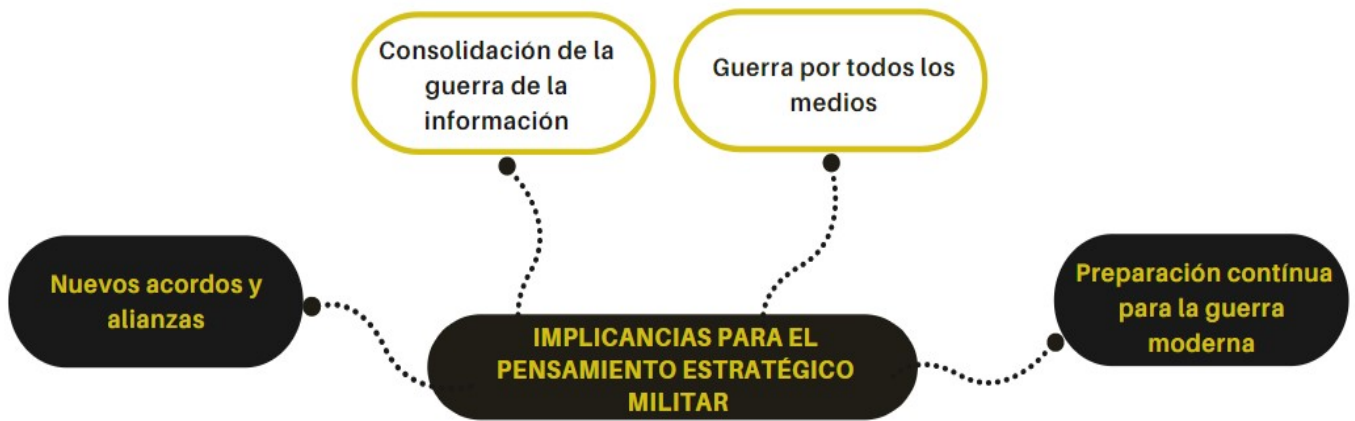 Consolidación de la
guerra de la
información
Guerra por todos los
medios
Nuevos acordos y
alianzas
Preparación contínua
para la guerra
moderna
IMPLICANCIAS PARA EL
PENSAMIENTO ESTRATÉGICO
MILITAR